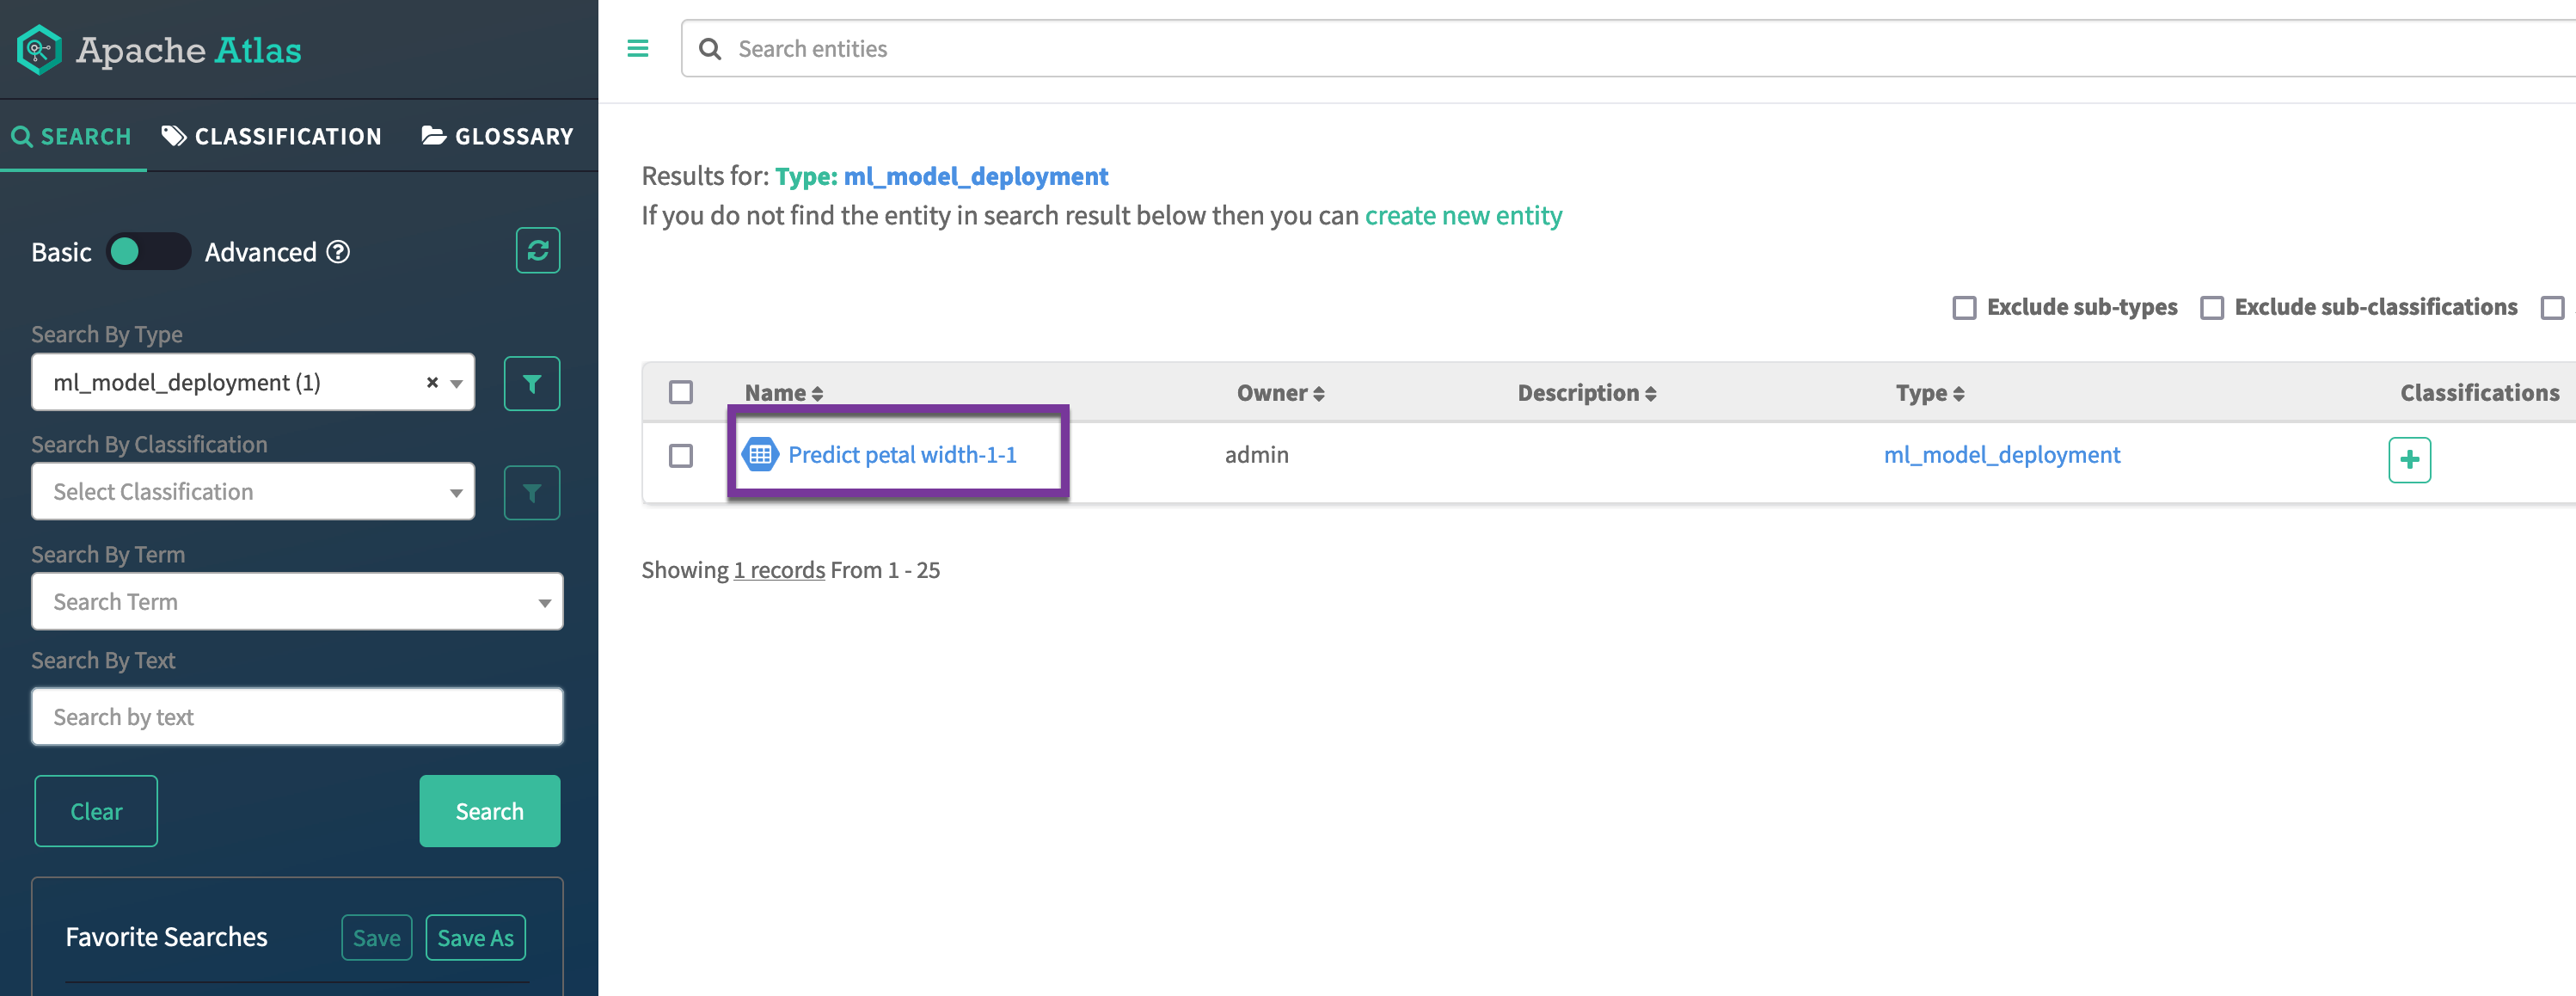 Apache Atlas
SEARCH CLASSIFICATION GLOSSARY
Basic Advanced ?
Search By Type
ml_model_deployment (1) ×
Search By Classification
Select Classification
Search By Term
Search Term
Search By Text
Search by text
Clear Search
Favorite Searches Save Save As
Search entities
Results for: Type: ml_model_deployment
If you do not find the entity in search result below then you can create new entity
Exclude sub-types Exclude sub-classifications
Name Owner Description Type Classifications
Predict petal width-1-1 admin ml_model_deployment +
Showing 1 records From 1 - 25